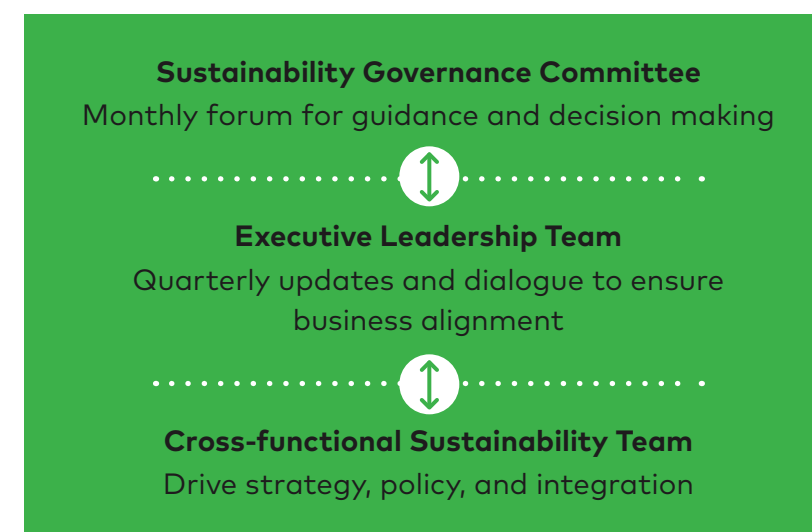 Sustainability Governance Committee
Monthly forum for guidance and decision making
Executive Leadership Team
Quarterly updates and dialogue to ensure
business alignment
Cross-functional Sustainability Team
Drive strategy, policy, and integration